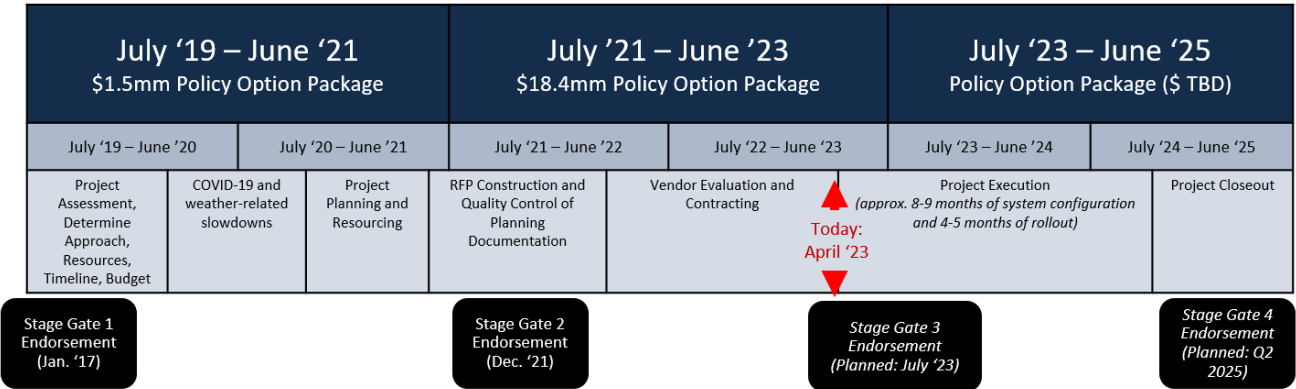 July ‘19 – June ‘21
$1.5mm Policy Option Package
July ’21 – June ’23
$18.4mm Policy Option Package
July ‘23 – June ‘25
Policy Option Package ($ TBD)
July ‘19 – June ’20
July ‘20 – June ’21
July ‘21 – June ’22
July ‘22 – June ‘23
July ‘23 – June ‘24
July ‘24 – June ‘25
Project
Assessment,
Determine
Approach,
Resources,
Timeline, Budget
COVID-19 and
weather-related
slowdowns
Project
Planning and
Resourcing
RFP Construction and
Quality Control of
Planning
Documentation
Vendor Evaluation and
Contracting
Today:
April ‘23
Project Execution
(approx. 8-9 months of system configuration
and 4-5 months of rollout)
Project Closeout
Stage Gate 1
Endorsement
(Jan. ‘17)
Stage Gate 2
Endorsement
(Dec. ‘21)
Stage Gate 3
Endorsement
(Planned: July ‘23)
Stage Gate 4
Endorsement
(Planned: Q2
2025)